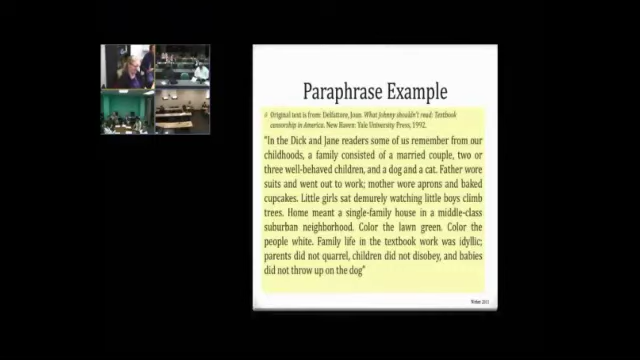 Paraphrase Example
Original text is from: Delfattore, Joan. What Johnny shouldn't read: Textbook
censorship in America. New Haven: Yale University Press, 1992.
"In the Dick and Jane readers some of us remember from our
childhoods, a family consisted of a married couple, two or
three well-behaved children, and a dog and a cat. Father wore
suits and went out to work; mother wore aprons and baked
cupcakes. Little girls sat demurely watching little boys climb
trees. Home meant a single-family house in a middle-class
suburban neighborhood. Color the lawn green. Color the
people white. Family life in the textbook work was idyllic;
parents did not quarrel, children did not disobey, and babies
did not throw up on the dog"